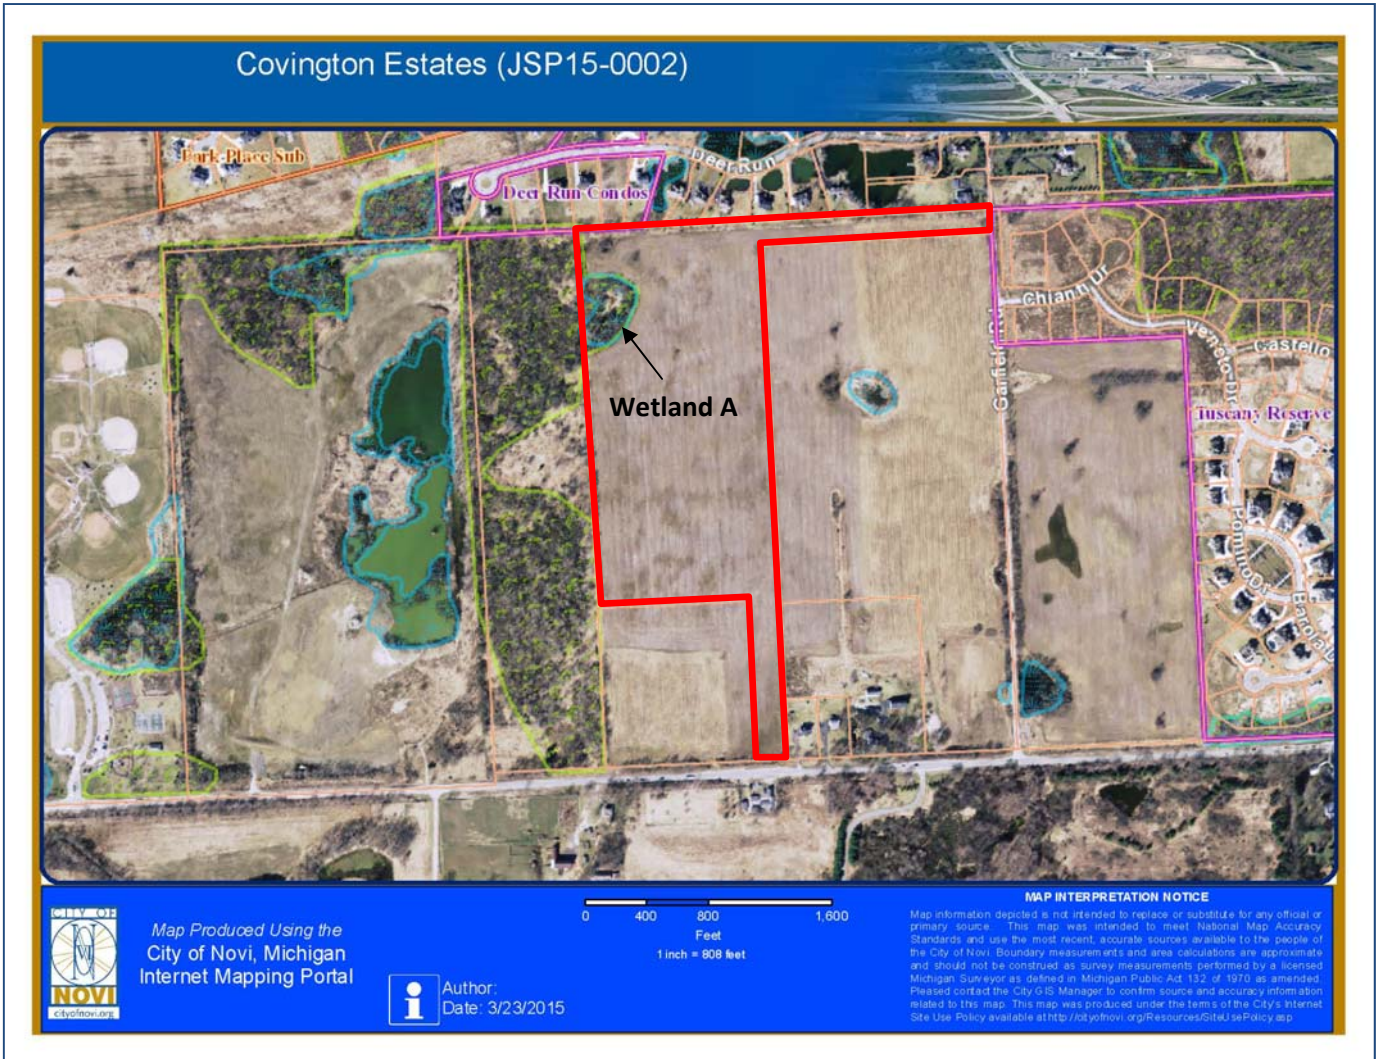 Covington Estates (JSP15-0002)
Park Place Sub
Deer Run
Deer Run Condos
Chianti Dr
Garfield Rd
Veneto Dr
Castello
Wetland A
Tuscany Reserve
Pomino Dr
Barola D
CITY OF
NOVI
cityofnovi.org
Map Produced Using the
City of Novi, Michigan
Internet Mapping Portal
Author:
Date: 3/23/2015
0 400 800 1,600
Feet
1 inch = 808 feet
MAP INTERPRETATION NOTICE
Map information depicted is not intended to replace or substitute for any official or
primary source. This map was intended to meet National Map Accuracy
Standards and use the most recent, accurate sources available to the people of
the City of Novi. Boundary measurements and area calculations are approximate
and should not be construed as survey measurements performed by a licensed
Michigan Surveyor as defined in Michigan Public Act 132 of 1970 as amended.
Pleased contact the City GIS Manager to confirm source and accuracy information
related to this map. This map was produced under the terms of the City's Internet
Site Use Policy available at http://cityofnovi.org/Resources/SiteUsePolicy.asp